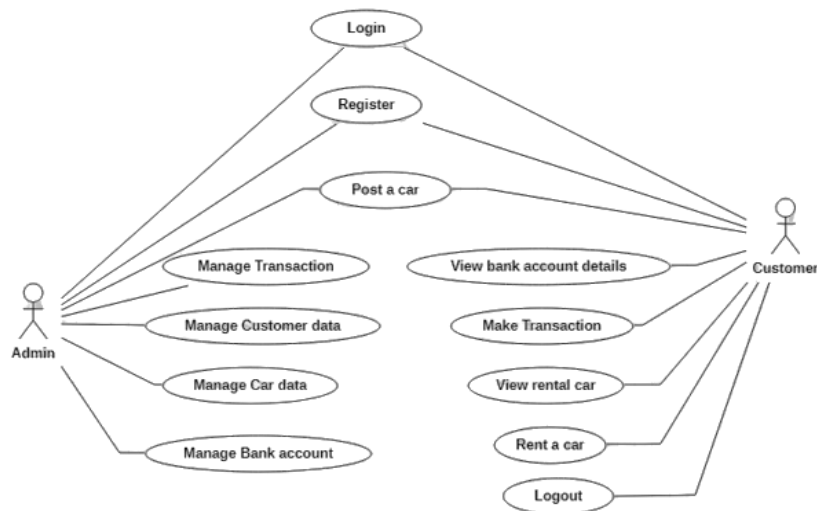 Login
Register
Post a car
Manage Transaction
View bank account details
Customer
Manage Customer data
Make Transaction
Admin
Manage Car data
View rental car
Manage Bank account
Rent a car
Logout